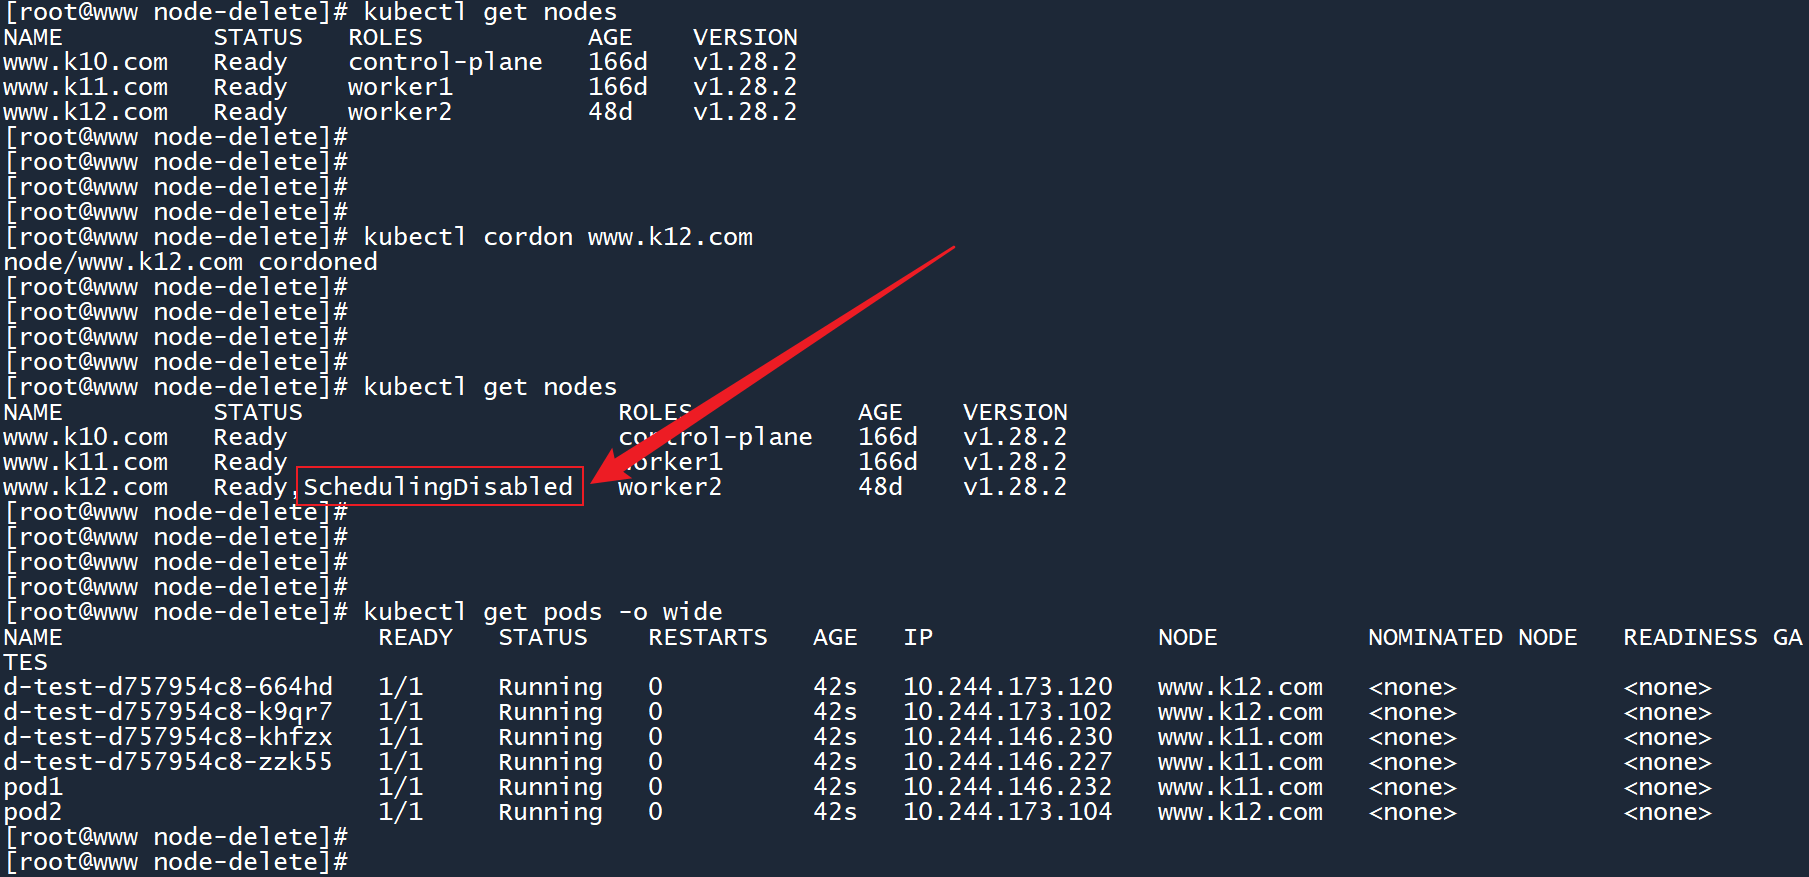 [root@www node-delete]# kubectl get nodes
NAME          STATUS   ROLES           AGE    VERSION
www.k10.com   Ready    control-plane   166d   v1.28.2
www.k11.com   Ready    worker1         166d   v1.28.2
www.k12.com   Ready    worker2         48d    v1.28.2
[root@www node-delete]#
[root@www node-delete]#
[root@www node-delete]#
[root@www node-delete]#
[root@www node-delete]# kubectl cordon www.k12.com
node/www.k12.com cordoned
[root@www node-delete]#
[root@www node-delete]#
[root@www node-delete]#
[root@www node-delete]#
[root@www node-delete]# kubectl get nodes
NAME          STATUS                     ROLES           AGE    VERSION
www.k10.com   Ready                      control-plane   166d   v1.28.2
www.k11.com   Ready                      worker1         166d   v1.28.2
www.k12.com   Ready,SchedulingDisabled   worker2         48d    v1.28.2
[root@www node-delete]#
[root@www node-delete]#
[root@www node-delete]#
[root@www node-delete]#
[root@www node-delete]# kubectl get pods -o wide
NAME                     READY   STATUS    RESTARTS   AGE   IP               NODE          NOMINATED NODE   READINESS GA
TES
d-test-d757954c8-664hd   1/1     Running   0          42s   10.244.173.120   www.k12.com   <none>           <none>
d-test-d757954c8-k9qr7   1/1     Running   0          42s   10.244.173.102   www.k12.com   <none>           <none>
d-test-d757954c8-khfzx   1/1     Running   0          42s   10.244.146.230   www.k11.com   <none>           <none>
d-test-d757954c8-zzk55   1/1     Running   0          42s   10.244.146.227   www.k11.com   <none>           <none>
pod1                     1/1     Running   0          42s   10.244.146.232   www.k11.com   <none>           <none>
pod2                     1/1     Running   0          42s   10.244.173.104   www.k12.com   <none>           <none>
[root@www node-delete]#
[root@www node-delete]#